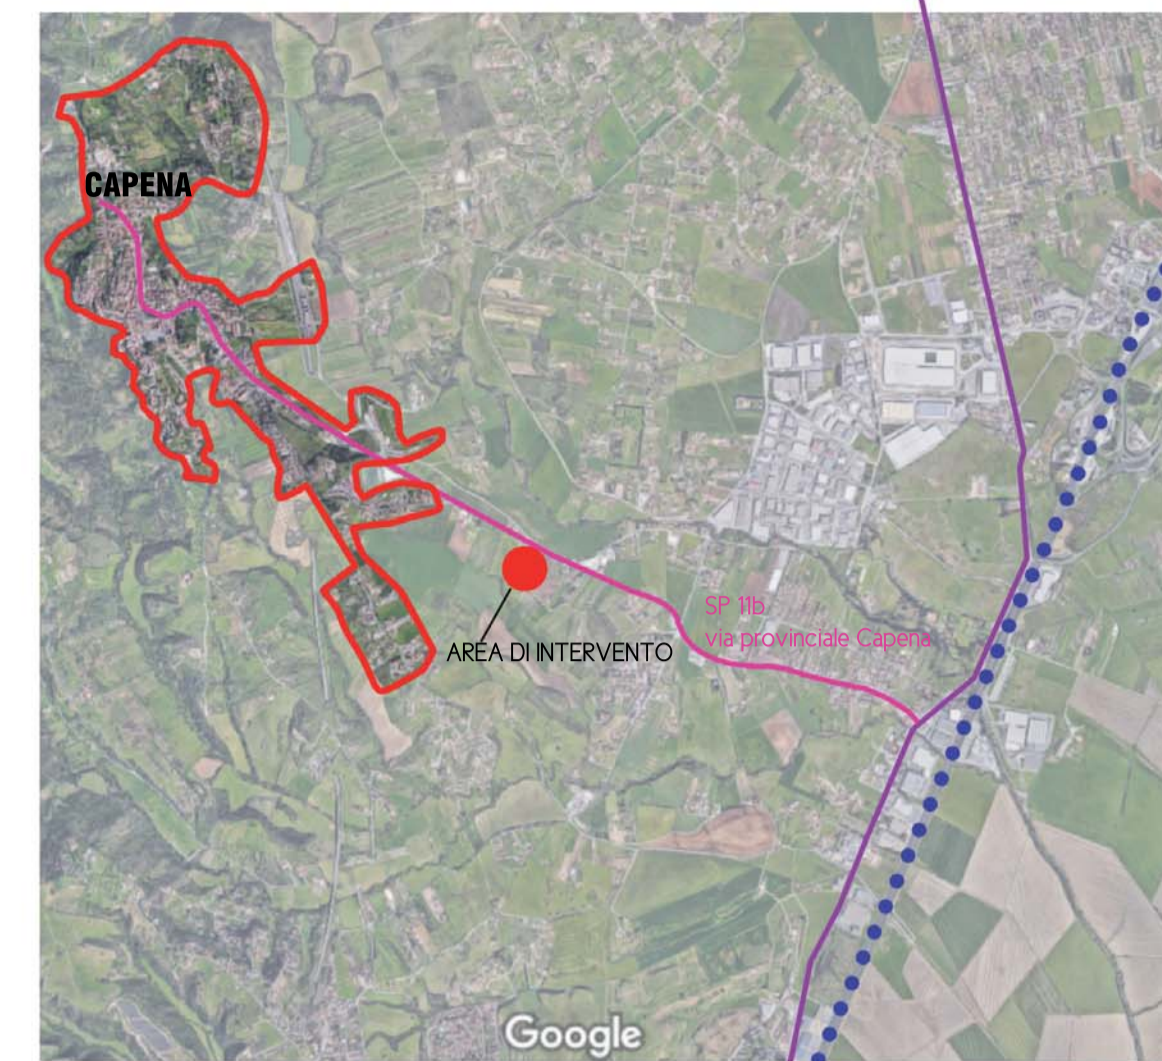 CAPENA
SP 11b
via provinciale Capena
AREA DI INTERVENTO
Google